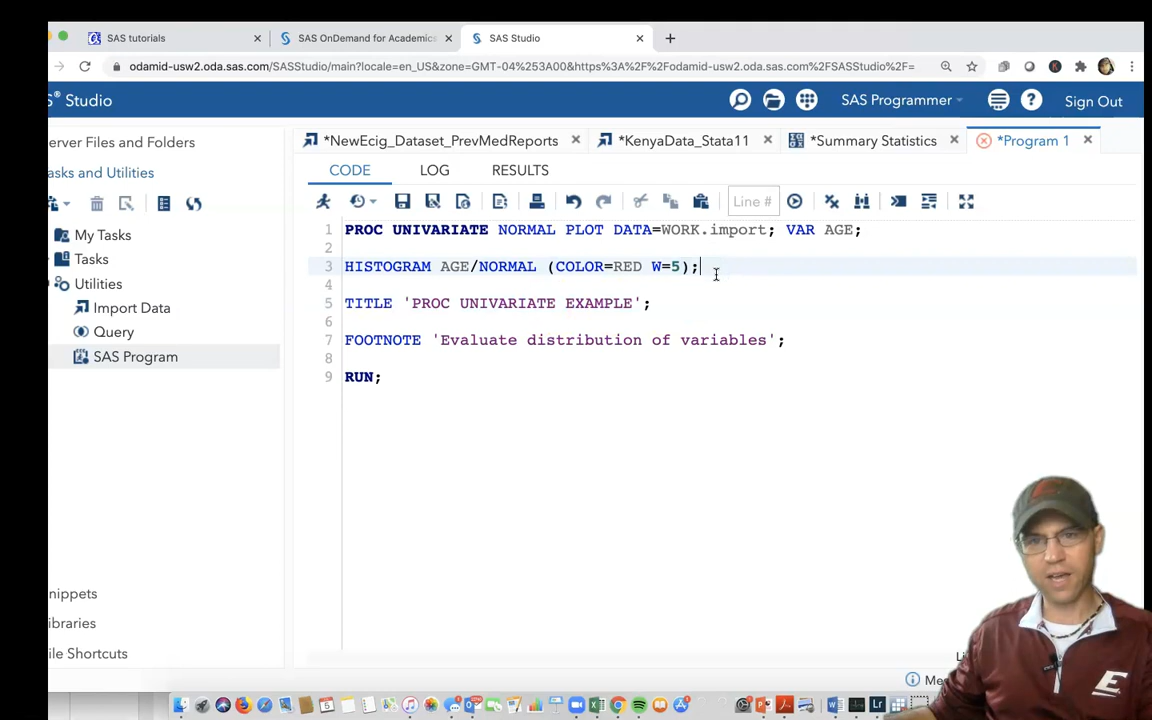 SAS tutorials
SAS OnDemand for Academics
SAS Studio
odamid-usw2.oda.sas.com/SASStudio/main?locale=en_US&zone=GMT-04%253A00&https%3A%2F%2Fodamid-usw2.oda.sas.com%2FSASStudio%2F=
S® Studio
SAS Programmer
Sign Out
erver Files and Folders
*NewEcig_Dataset_PrevMedReports
*KenyaData_Stata11
*Summary Statistics
*Program 1
asks and Utilities
CODE
LOG
RESULTS
Line #
My Tasks
Tasks
Utilities
Import Data
Query
SAS Program
1 PROC UNIVARIATE NORMAL PLOT DATA=WORK.import; VAR AGE;
2
3 HISTOGRAM AGE/NORMAL (COLOR=RED W=5);
4
5 TITLE 'PROC UNIVARIATE EXAMPLE';
6
7 FOOTNOTE 'Evaluate distribution of variables';
8
9 RUN;
nippets
ibraries
ile Shortcuts
Li
Me
E